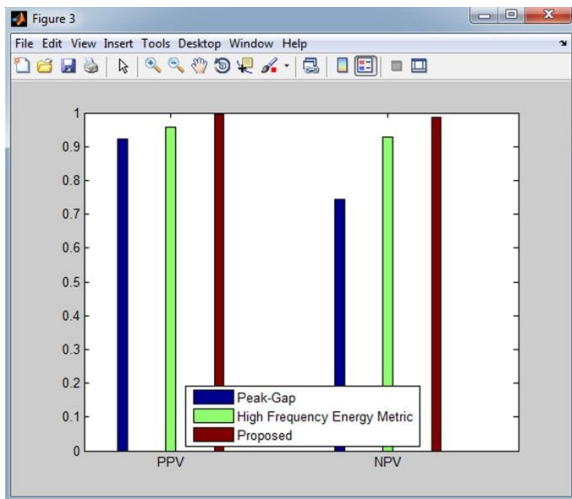 Figure 3
File Edit View Insert Tools Desktop Window Help
1
0.9
0.8
0.7
0.6
0.5
0.4
0.3
0.2
0.1
0
Peak-Gap
High Frequency Energy Metric
Proposed
PPV NPV